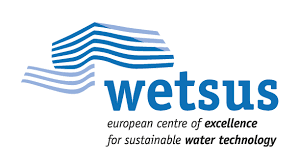 wetsus
european centre of excellence
for sustainable water technology